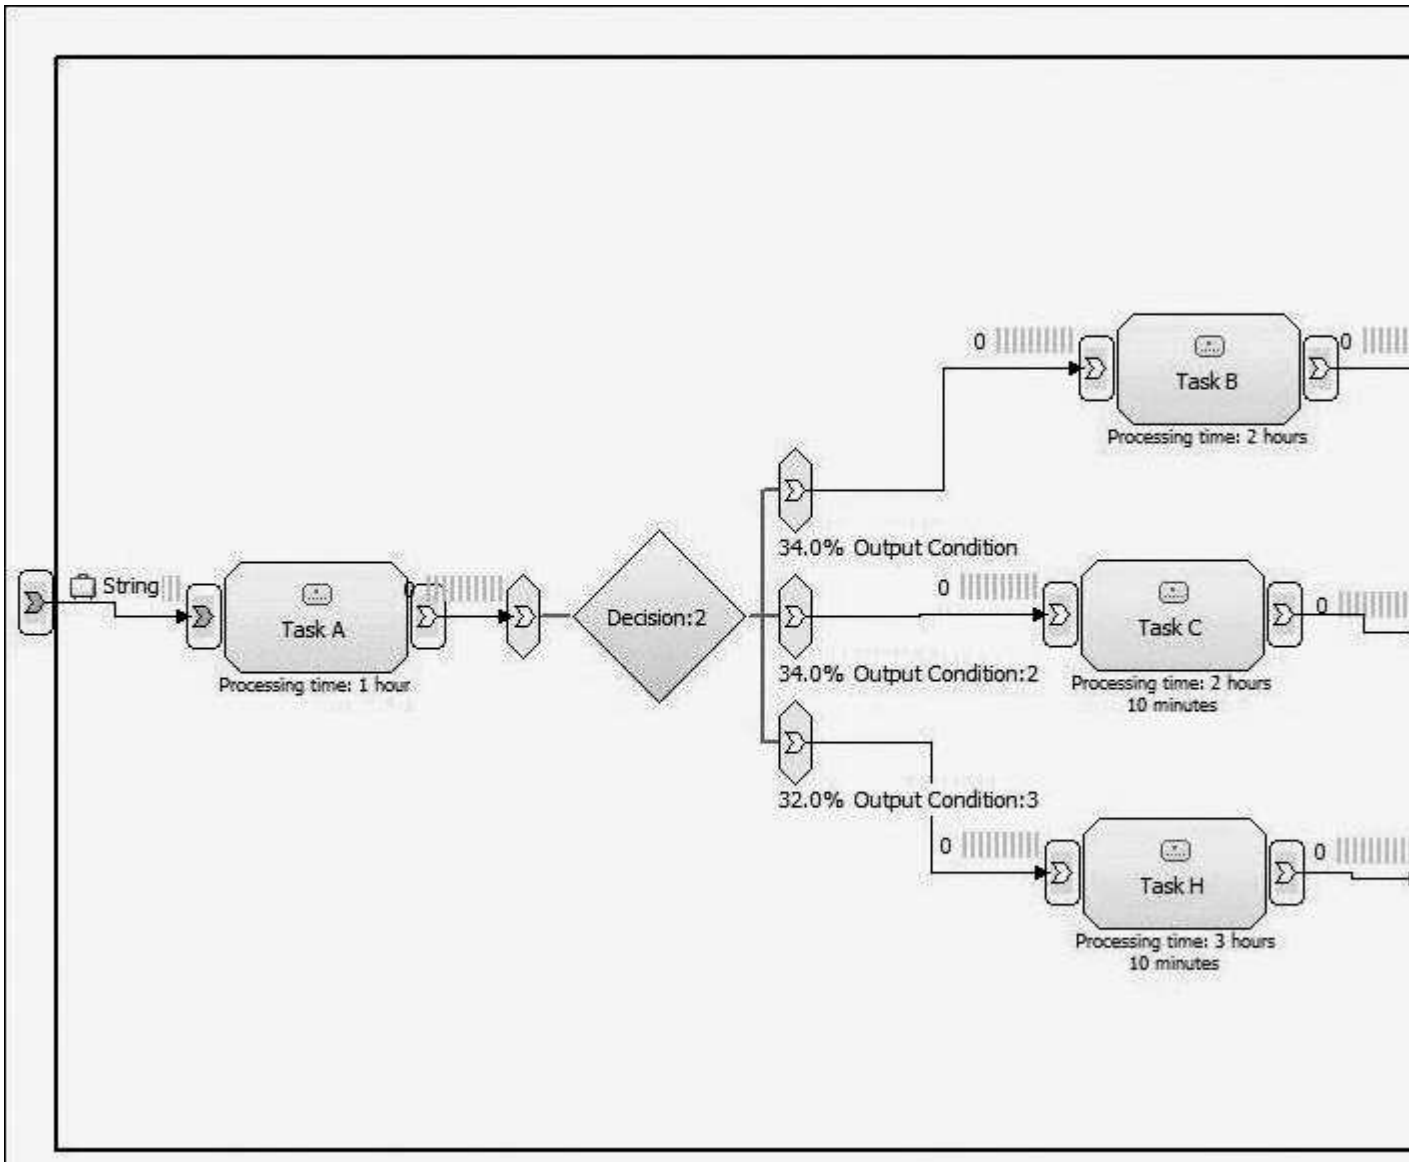 0
0
Task B
Processing time: 2 hours
34.0% Output Condition
String
0
Task A
Processing time: 1 hour
Decision:2
0
0
Task C
Processing time: 2 hours
10 minutes
34.0% Output Condition:2
32.0% Output Condition:3
0
0
Task H
Processing time: 3 hours
10 minutes